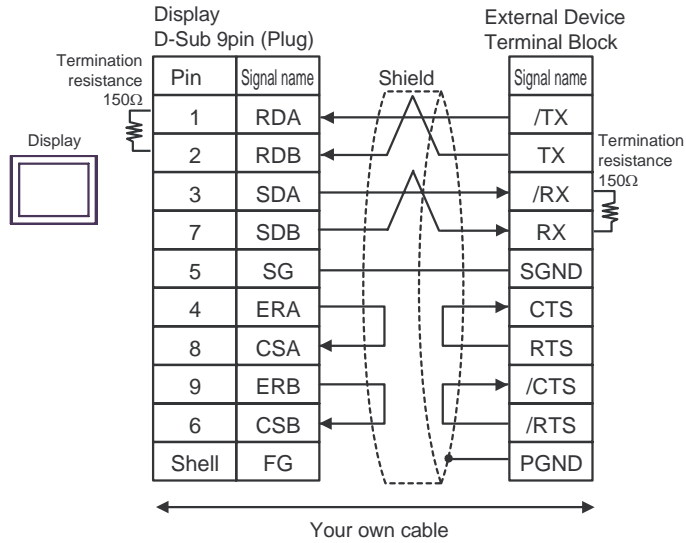 Display
D-Sub 9pin (Plug)
External Device
Terminal Block
Termination
resistance
150Ω
Display
Pin Signal name
Shield
Signal name
1 RDA /TX
2 RDB TX
3 SDA /RX
7 SDB RX
5 SG SGND
4 ERA CTS
8 CSA RTS
9 ERB /CTS
6 CSB /RTS
Shell FG PGND
Termination
resistance
150Ω
Your own cable